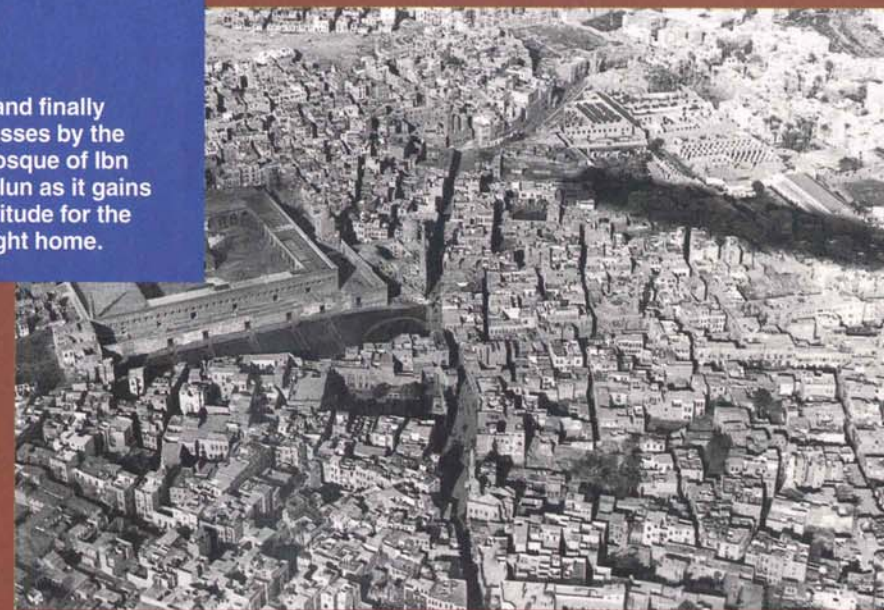 and finally
sses by the
osque of Ibn
lun as it gains
itude for the
ght home.